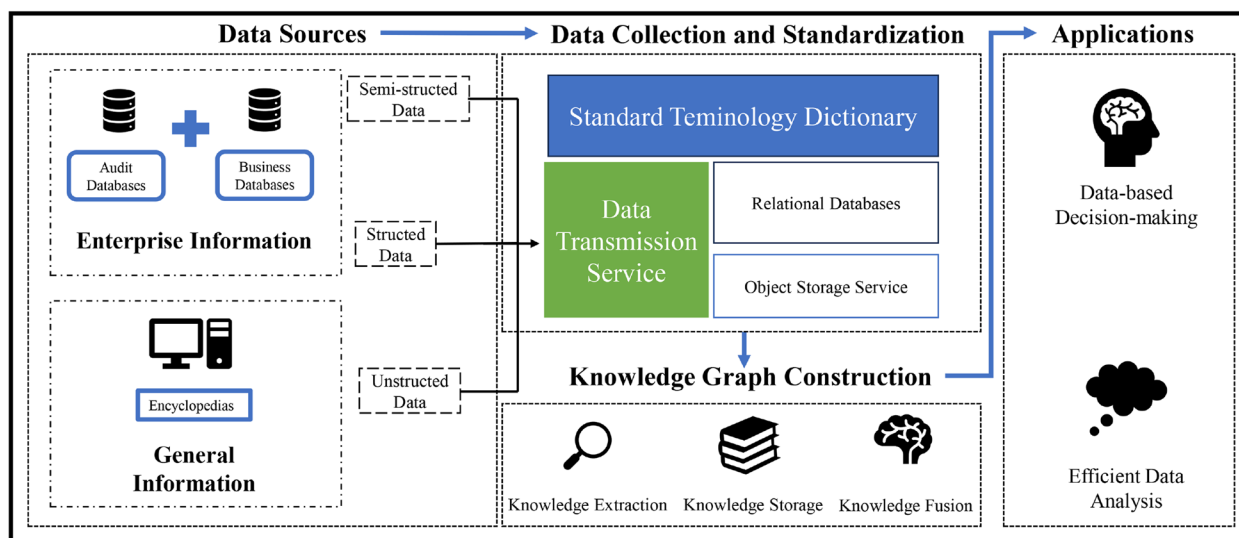 Data Sources
Data Collection and Standardization
Applications
Audit
Databases
Business
Databases
Enterprise Information
Encyclopedias
General
Information
Semi-structed
Data
Structed
Data
Unstructed
Data
Standard Teminology Dictionary
Data
Transmission
Service
Relational Databases
Object Storage Service
Knowledge Graph Construction
Knowledge Extraction
Knowledge Storage
Knowledge Fusion
Data-based
Decision-making
Efficient Data
Analysis